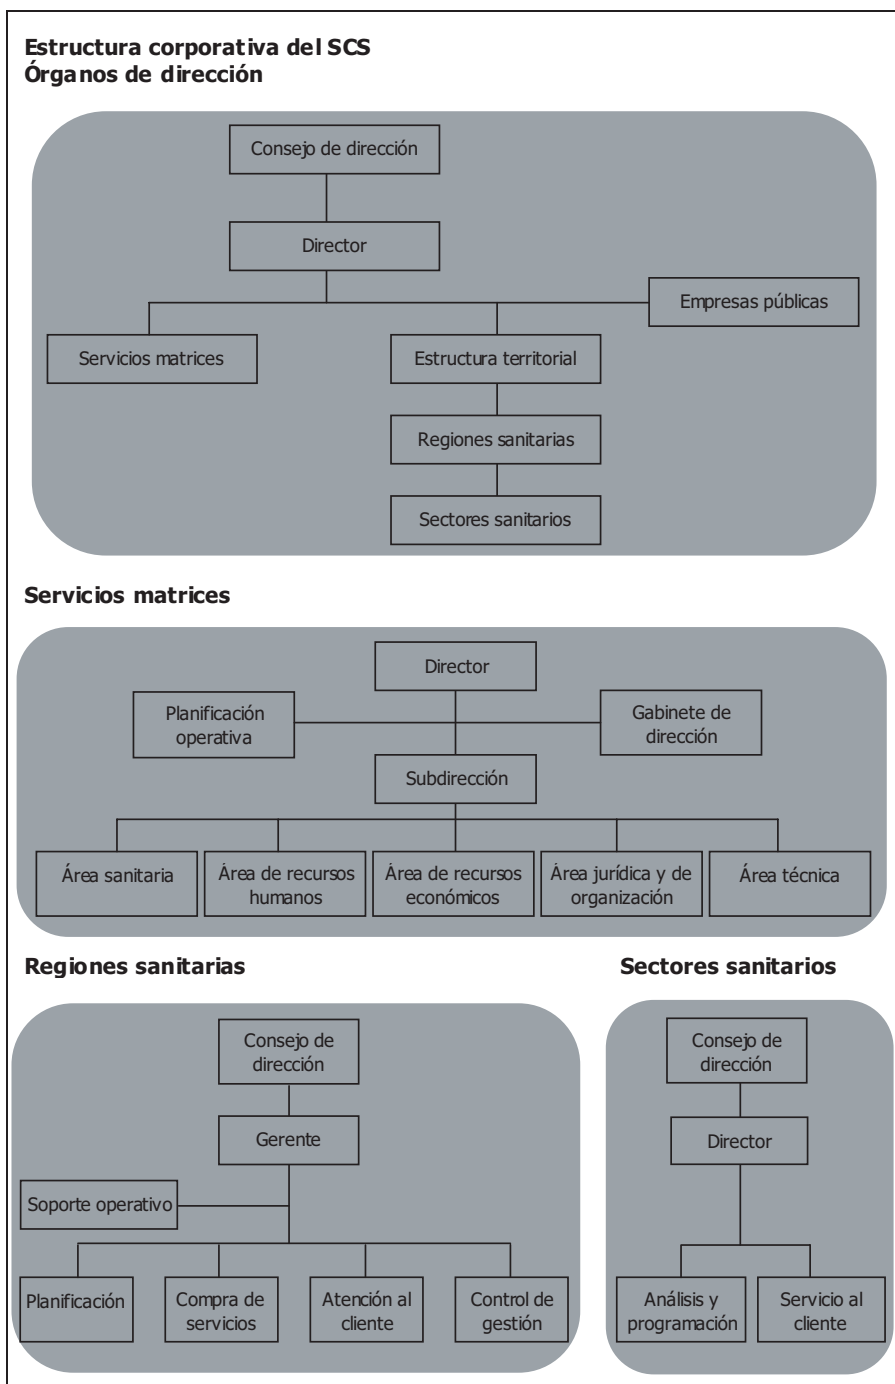 Estructura corporativa del SCS
Órganos de dirección
Consejo de dirección
Director
Empresas públicas
Servicios matrices
Estructura territorial
Regiones sanitarias
Sectores sanitarios
Servicios matrices
Director
Planificación
operativa
Gabinete de
dirección
Subdirección
Área sanitaria
Área de recursos
humanos
Área de recursos
económicos
Área jurídica y de
organización
Área técnica
Regiones sanitarias
Consejo de
dirección
Gerente
Soporte operativo
Planificación
Compra de
servicios
Atención al
cliente
Control de
gestión
Sectores sanitarios
Consejo de
dirección
Director
Análisis y
programación
Servicio al
cliente